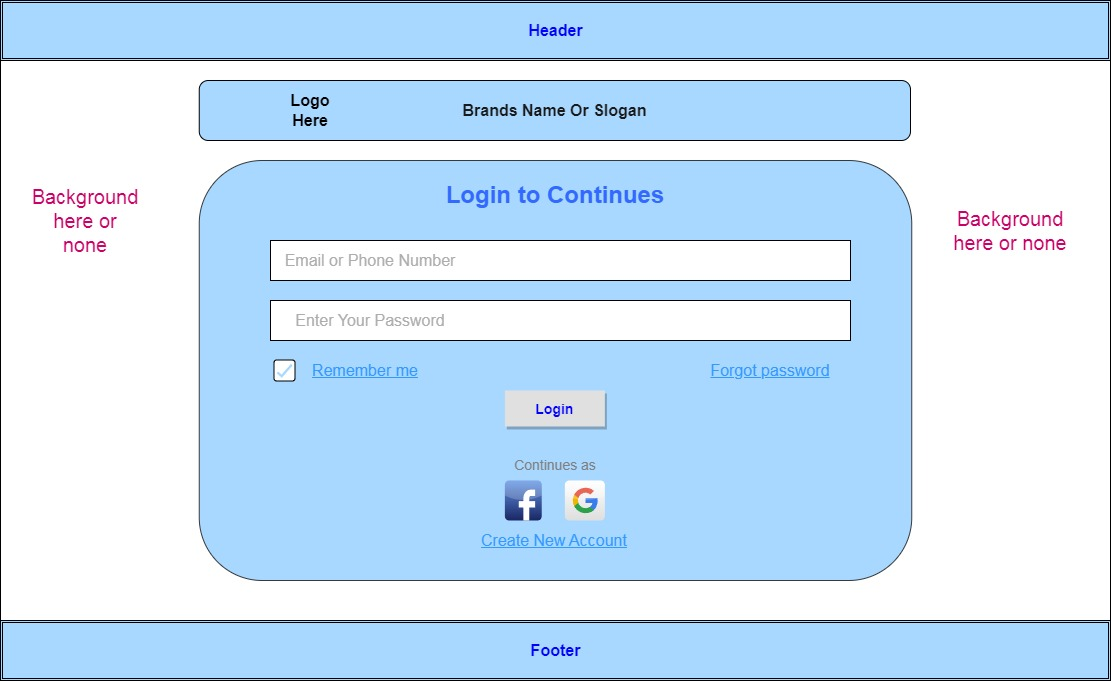 Header
Logo
Here
Brands Name Or Slogan
Background
here or
none
Background
here or none
Login to Continues
Email or Phone Number
Enter Your Password
Remember me
Forgot password
Login
Continues as
f
G
Create New Account
Footer